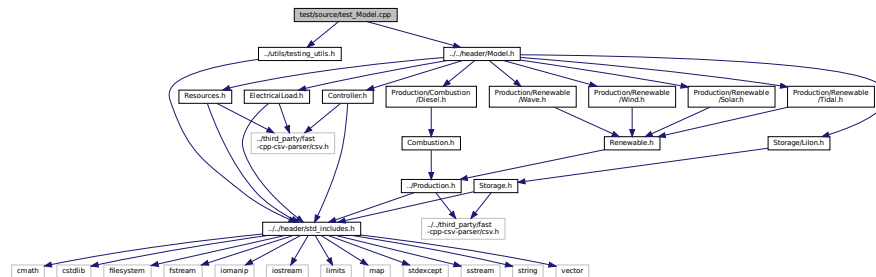 test/source/test_Model.cpp
../utils/testing_utils.h
../../header/Model.h
Resources.h
ElectricalLoad.h
Controller.h
Production/Combustion
/Diesel.h
Production/Renewable
/Wave.h
Production/Renewable
/Wind.h
Production/Renewable
/Solar.h
Production/Renewable
/Tidal.h
../third_party/fast
-cpp-csv-parser/csv.h
Combustion.h
Renewable.h
Storage/LiIon.h
../Production.h
Storage.h
../../third_party/fast
-cpp-csv-parser/csv.h
../../header/std_includes.h
cmath
cstdlib
filesystem
fstream
iomanip
iostream
limits
map
stdexcept
sstream
string
vector